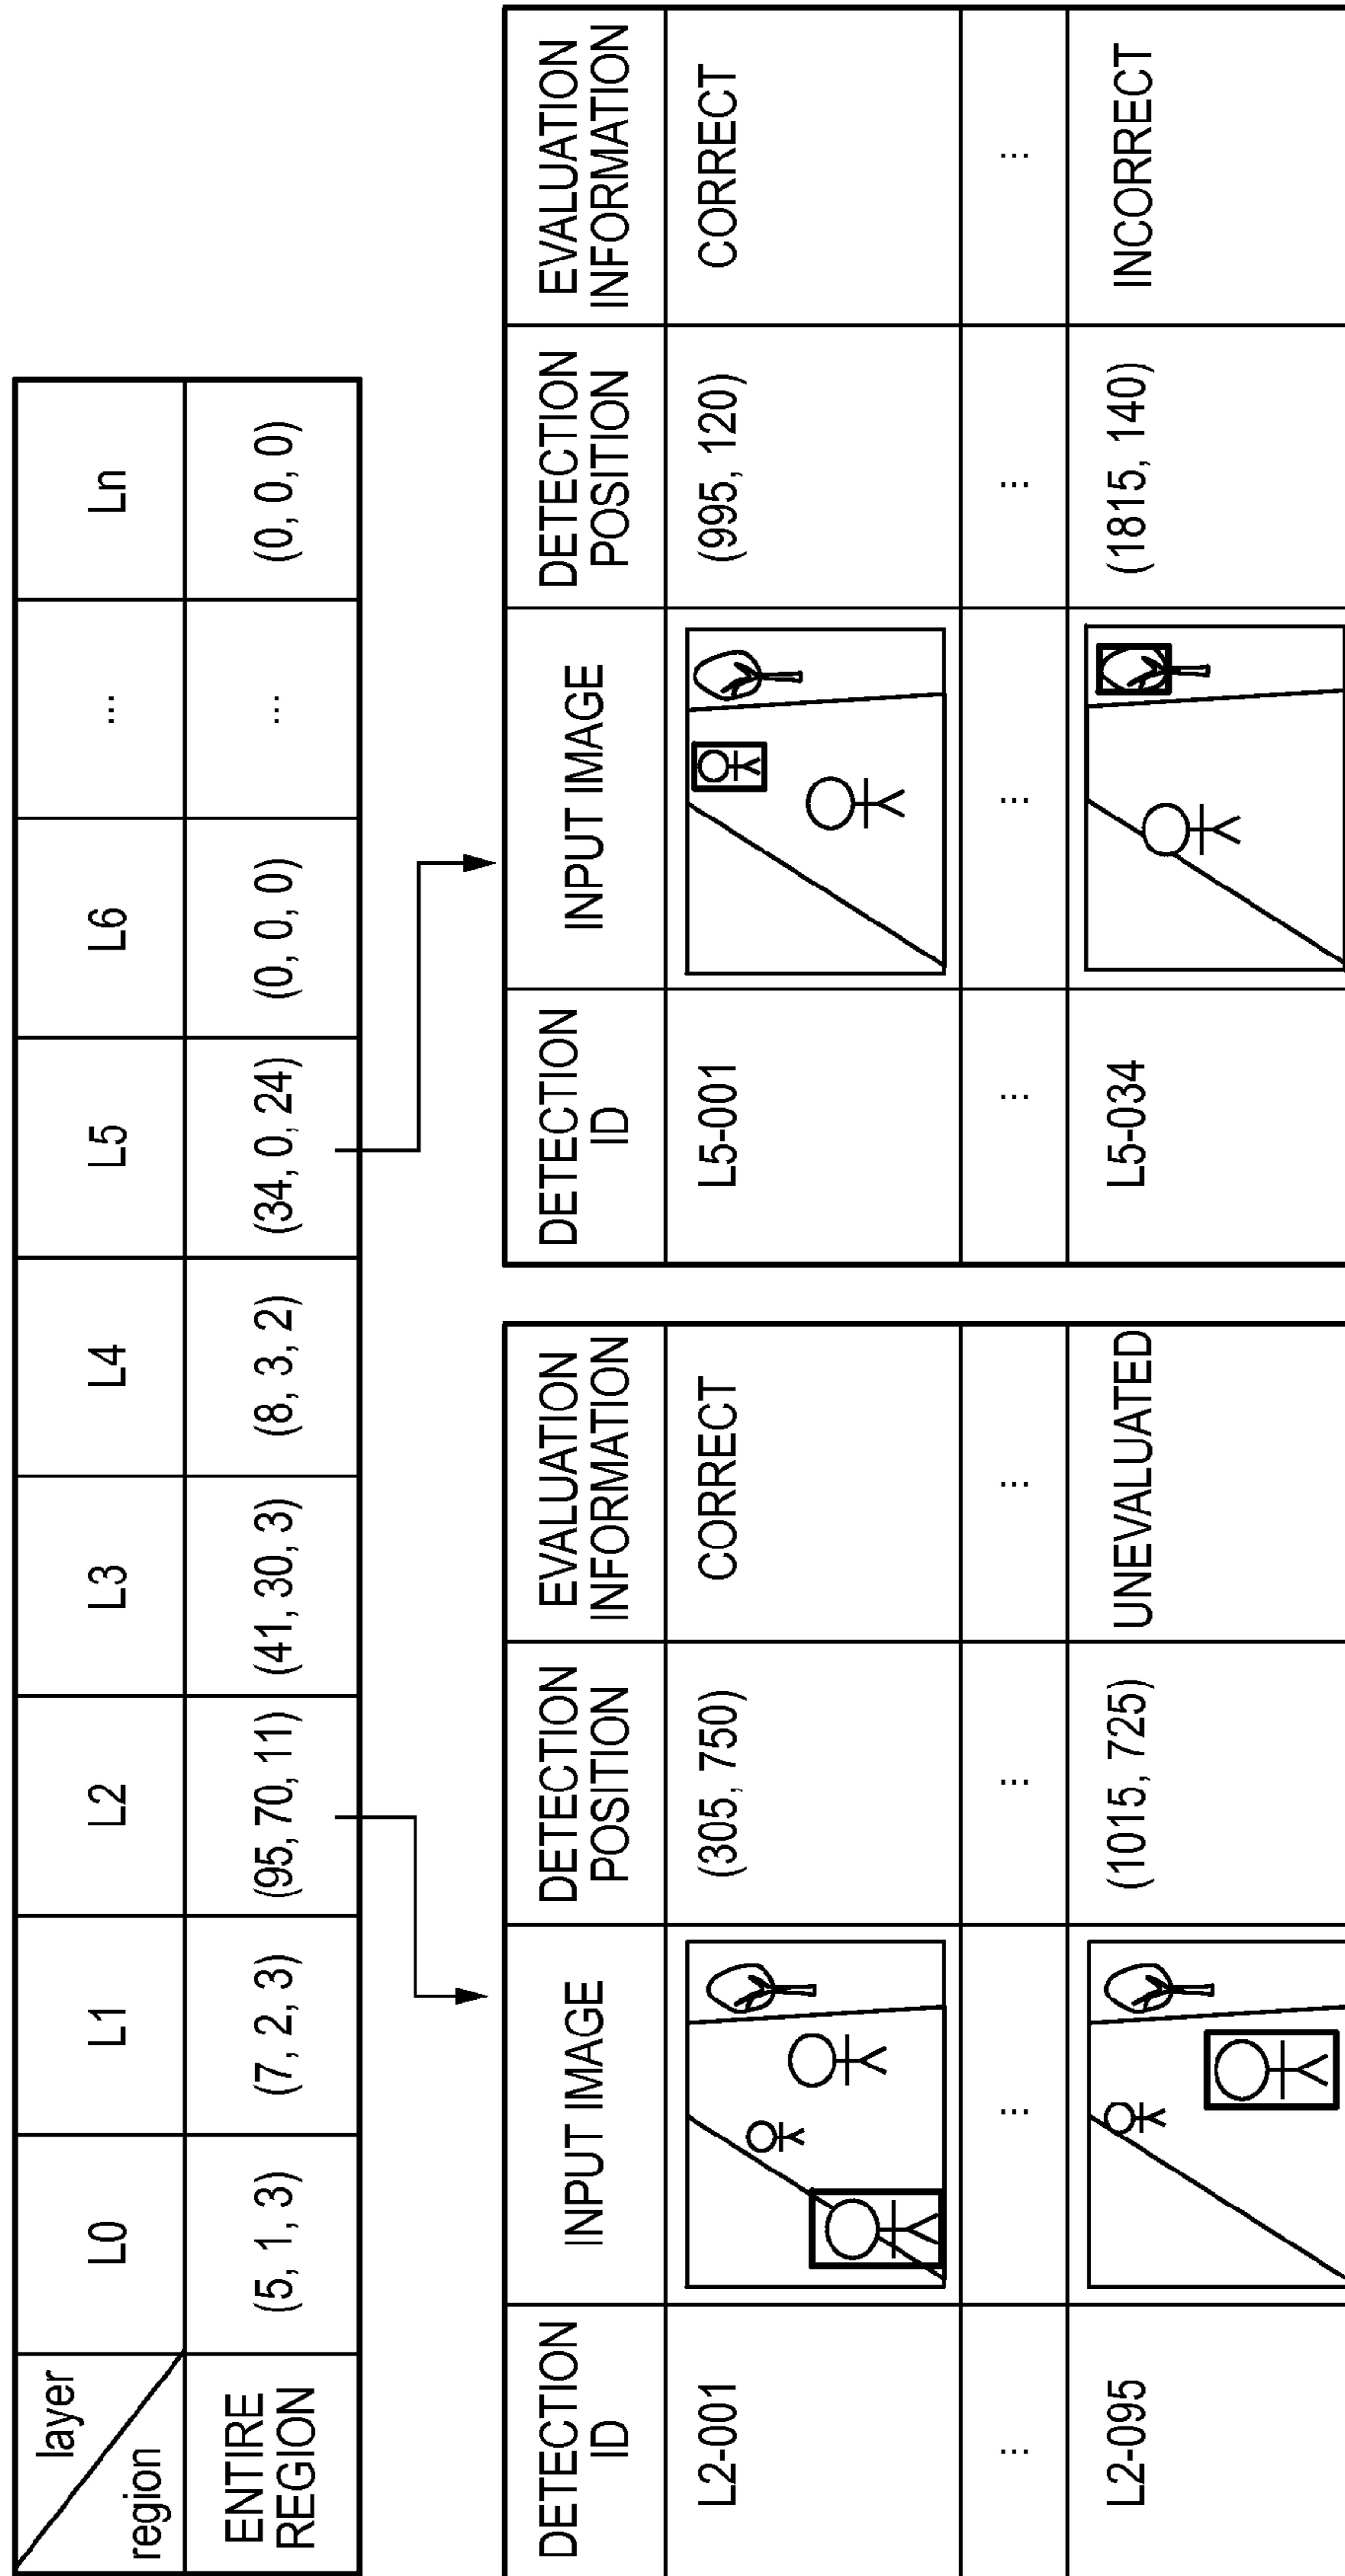 layer
region
L0
L1
L2
L3
L4
L5
L6
...
Ln
ENTIRE
REGION
(5, 1, 3)
(7, 2, 3)
(95, 70, 11)
(41, 30, 3)
(8, 3, 2)
(34, 0, 24)
(0, 0, 0)
...
(0, 0, 0)
DETECTION
ID
INPUT IMAGE
DETECTION
POSITION
EVALUATION
INFORMATION
L2-001
(305, 750)
CORRECT
...
...
...
...
L2-095
(1015, 725)
UNEVALUATED
DETECTION
ID
INPUT IMAGE
DETECTION
POSITION
EVALUATION
INFORMATION
L5-001
(995, 120)
CORRECT
...
...
...
...
L5-034
(1815, 140)
INCORRECT